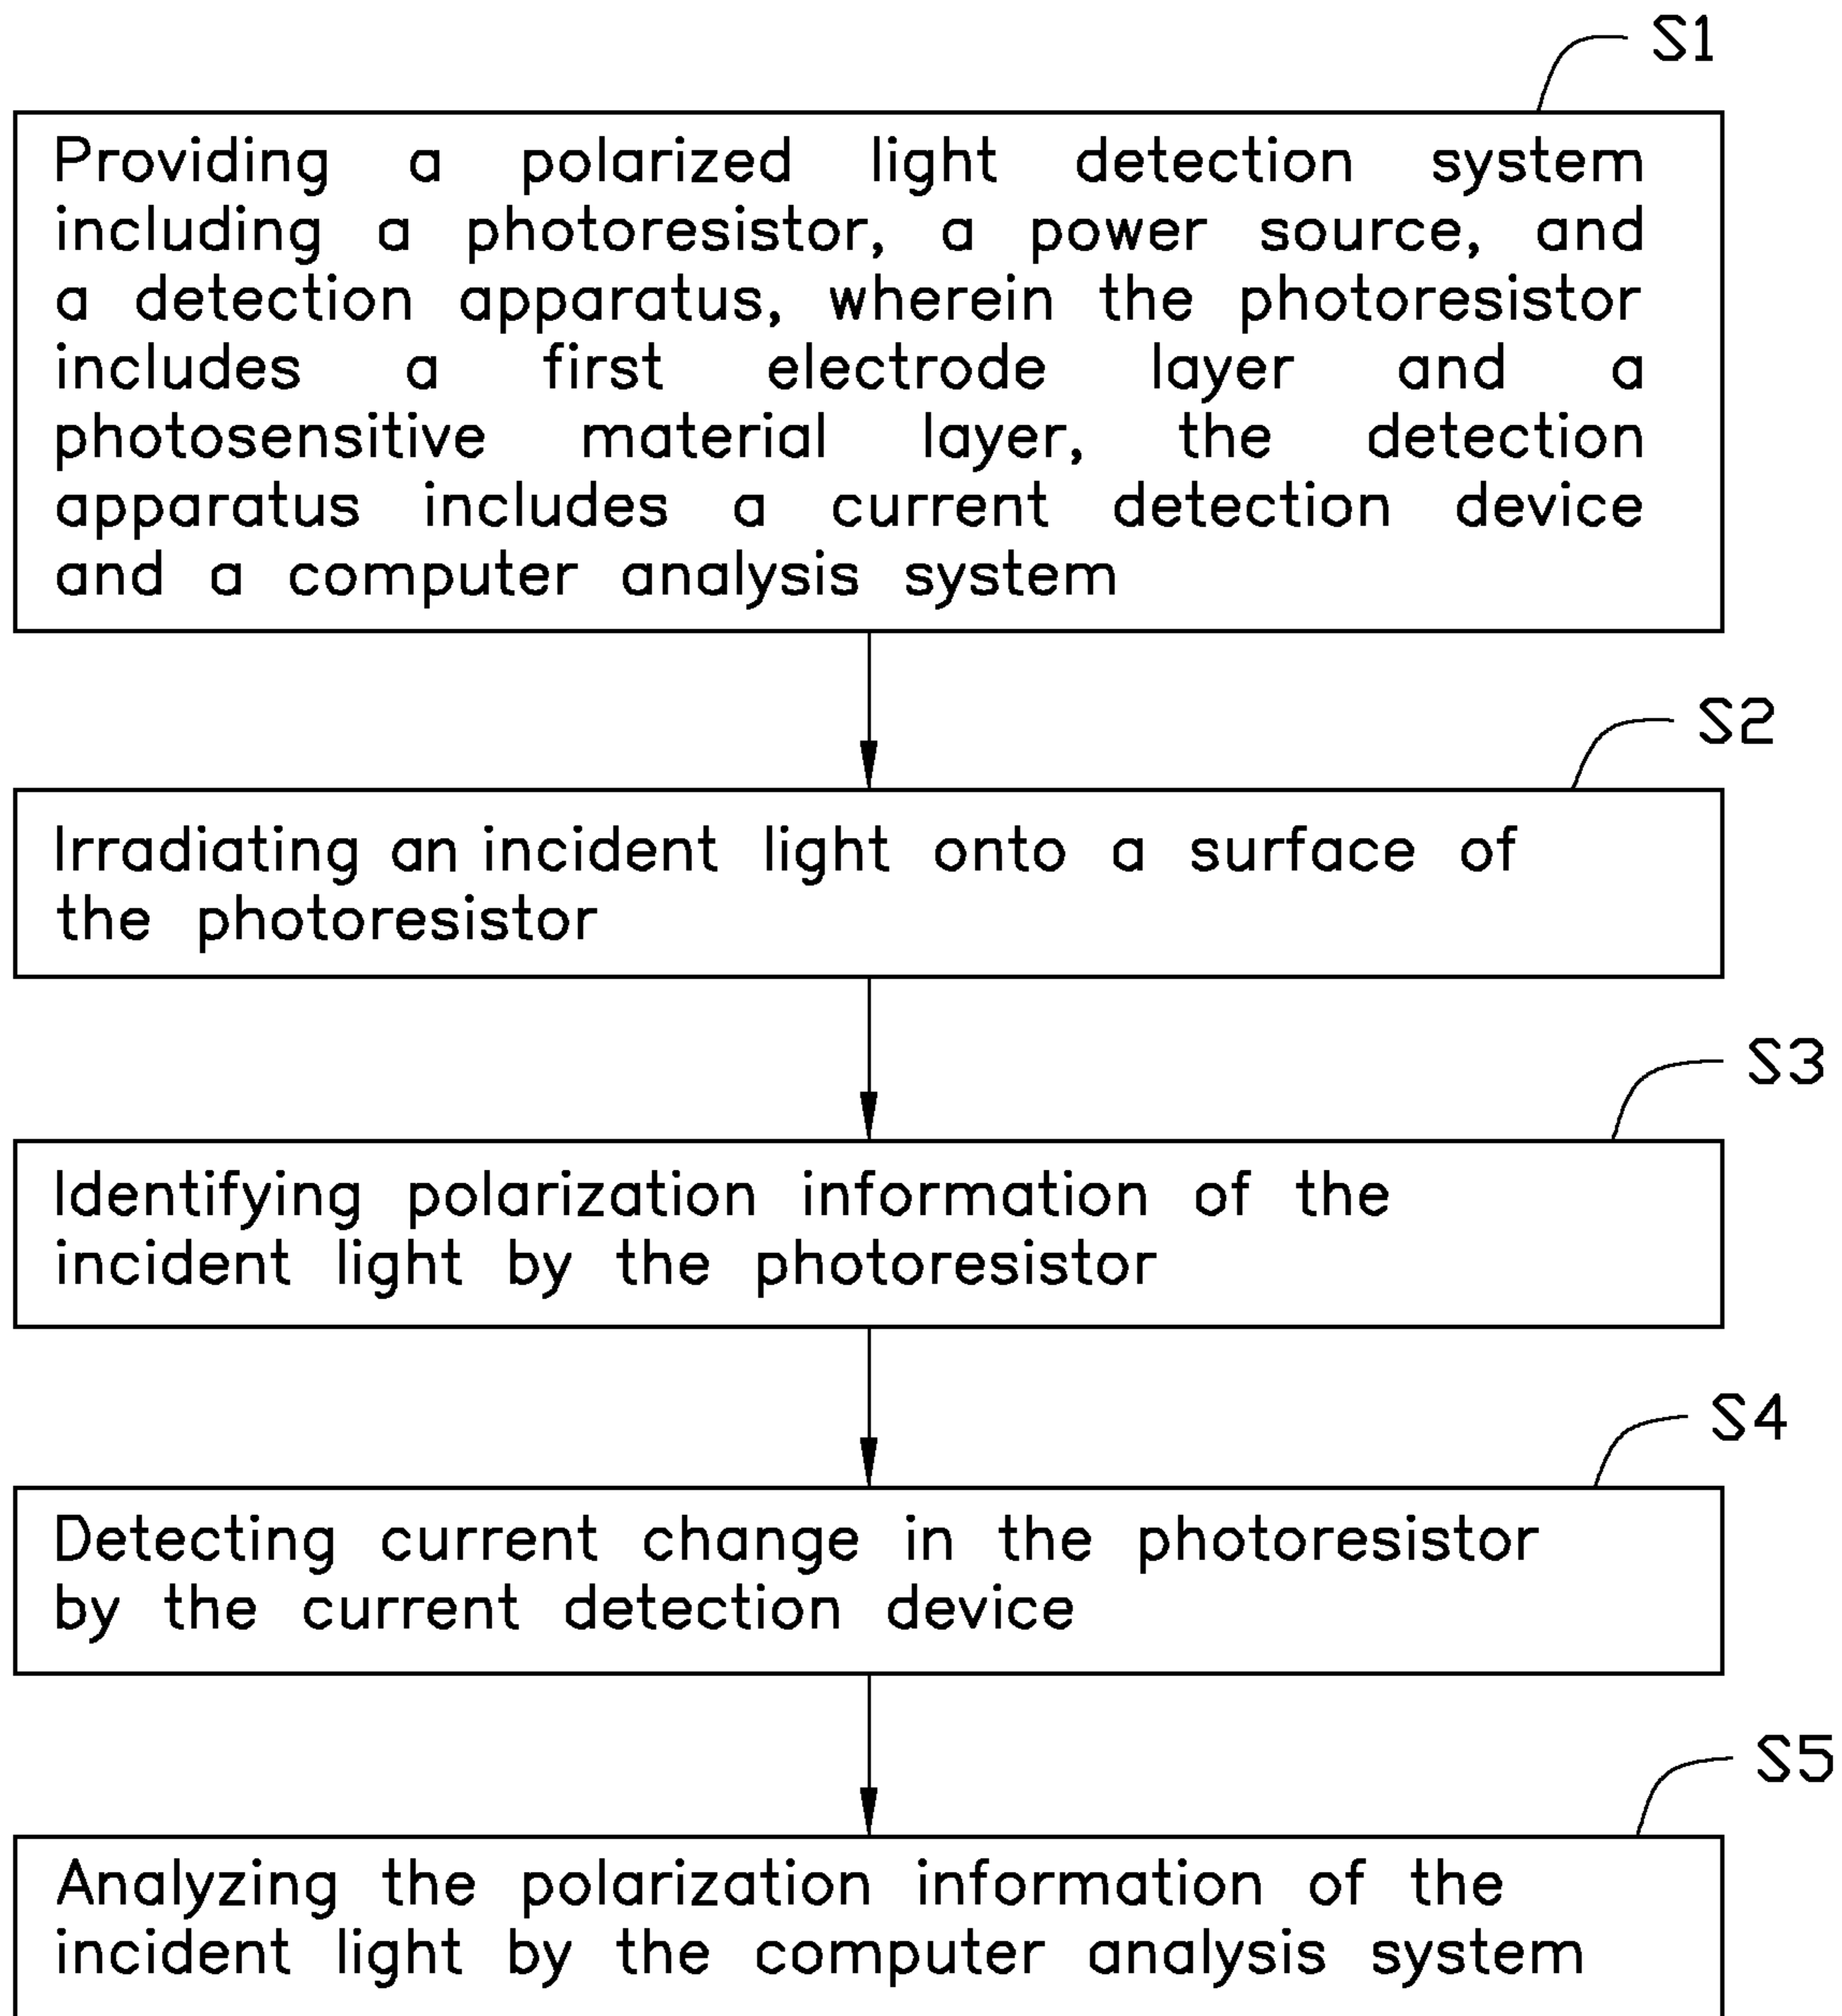 S1
Providing a polarized light detection system
including a photoresistor, a power source, and
a detection apparatus, wherein the photoresistor
includes a first electrode layer and a
photosensitive material layer, the detection
apparatus includes a current detection device
and a computer analysis system
S2
Irradiating an incident light onto a surface of
the photoresistor
S3
Identifying polarization information of the
incident light by the photoresistor
S4
Detecting current change in the photoresistor
by the current detection device
S5
Analyzing the polarization information of the
incident light by the computer analysis system